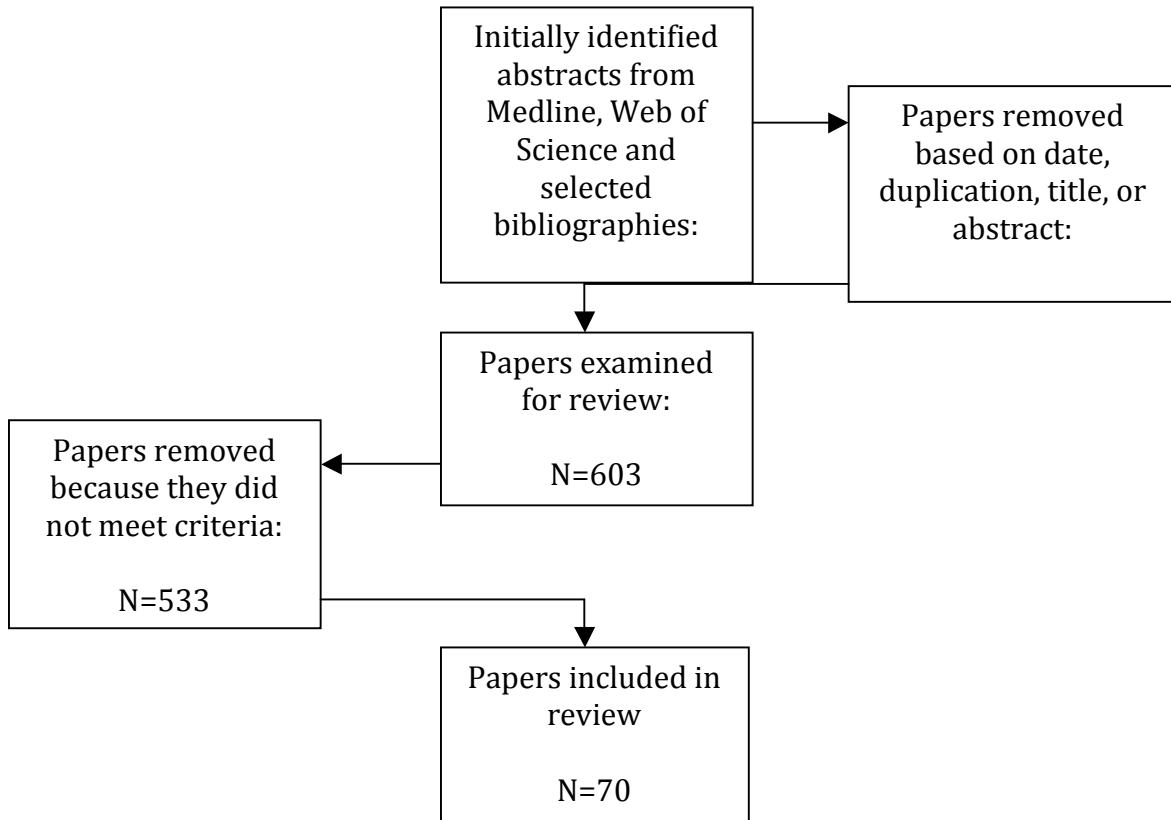 Initially identified
abstracts from
Medline, Web of
Science and
selected
bibliographies:
Papers removed
based on date,
duplication, title, or
abstract:
Papers examined
for review:
N=603
Papers removed
because they did
not meet criteria:
N=533
Papers included in
review
N=70